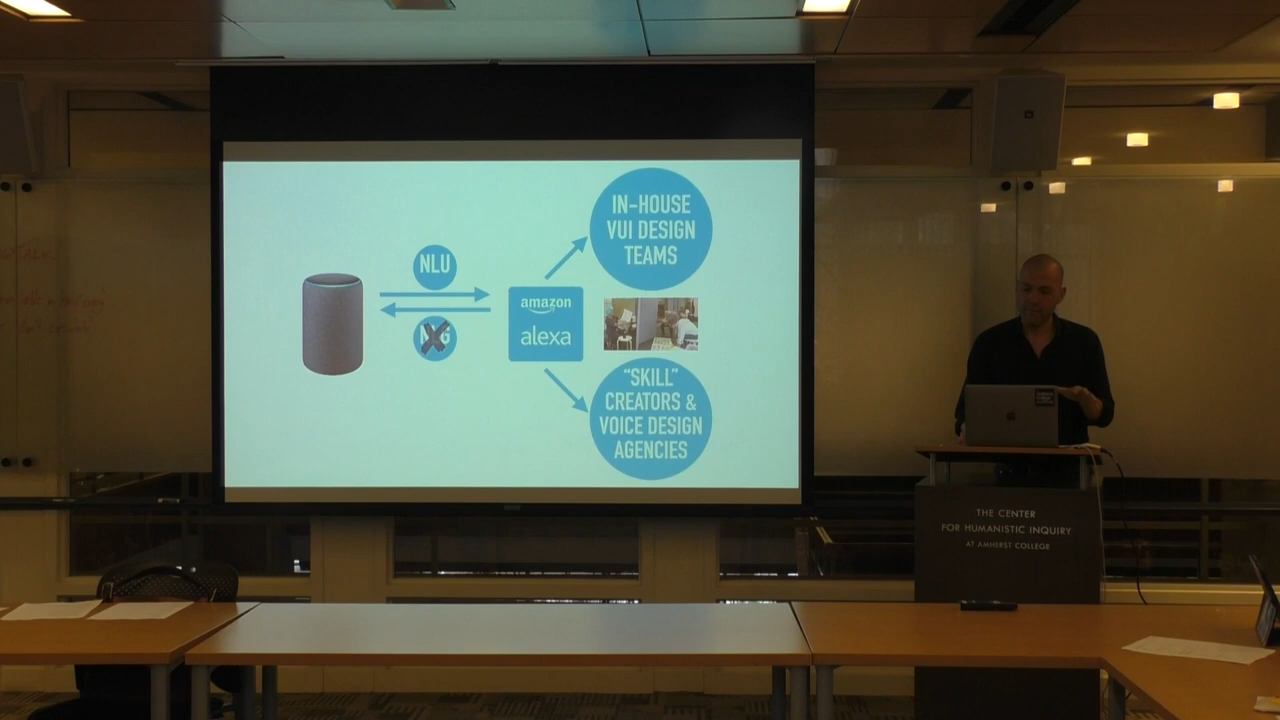 IN-HOUSE
VUI DESIGN
TEAMS
NLU
amazon
alexa
"SKILL"
CREATORS &
VOICE DESIGN
AGENCIES
THE CENTER
FOR HUMANISTIC INQUIRY
AT AMHERST COLLEGE